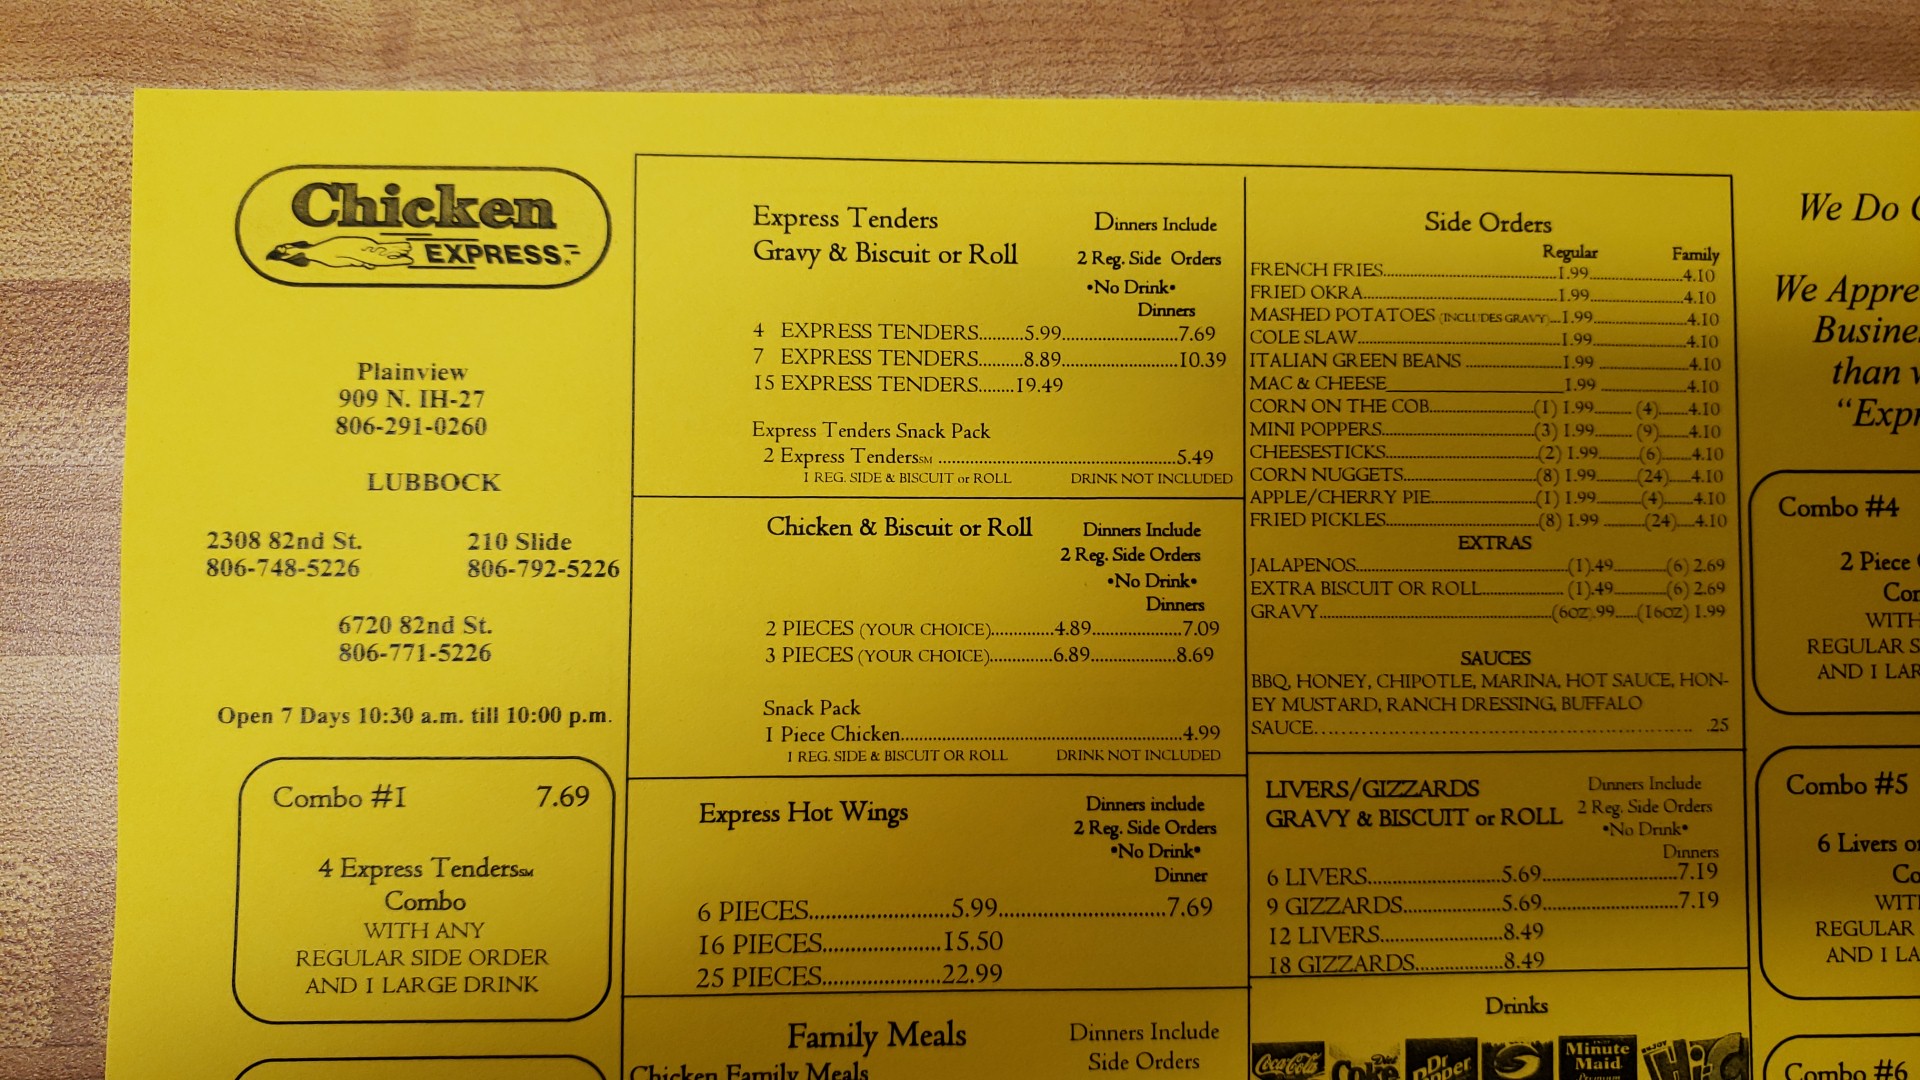 Chicken
EXPRESS
Plainview
909 N. IH-27
806-291-0260
LUBBOCK
2308 82nd St. 210 Slide
806-748-5226 806-792-5226
6720 82nd St.
806-771-5226
Open 7 Days 10:30 a.m. till 10:00 p.m.
Combo #1 7.69
4 Express Tenders SM
Combo
WITH ANY
REGULAR SIDE ORDER
AND 1 LARGE DRINK
Express Tenders Dinners Include
Gravy & Biscuit or Roll 2 Reg. Side Orders
•No Drink•
Dinners
4 EXPRESS TENDERS.........5.99..........................7.69
7 EXPRESS TENDERS.........8.89..........................10.39
15 EXPRESS TENDERS.......19.49
Express Tenders Snack Pack
2 Express Tenders SM ......................................................5.49
1 REG. SIDE & BISCUIT or ROLL DRINK NOT INCLUDED
Chicken & Biscuit or Roll Dinners Include
2 Reg. Side Orders
•No Drink•
Dinners
2 PIECES (YOUR CHOICE)..............4.89....................7.09
3 PIECES (YOUR CHOICE)..............6.89...................8.69
Snack Pack
1 Piece Chicken...............................................................4.99
1 REG. SIDE & BISCUIT OR ROLL DRINK NOT INCLUDED
Express Hot Wings Dinners include
2 Reg. Side Orders
•No Drink•
Dinner
6 PIECES......................5.99..........................7.69
16 PIECES..................15.50
25 PIECES..................22.99
Family Meals Dinners Include
Side Orders
Chicken Family Meals
Side Orders
Regular Family
FRENCH FRIES..........................................1.99......................4.10
FRIED OKRA.............................................1.99......................4.10
MASHED POTATOES (INCLUDES GRAVY)...1.99......................4.10
COLE SLAW..............................................1.99......................4.10
ITALIAN GREEN BEANS .........................1.99 .....................4.10
MAC & CHEESE______________________1.99 .....................4.10
CORN ON THE COB.........................(1) 1.99.......... (4)........4.10
MINI POPPERS....................................(3) 1.99.......... (9)........4.10
CHEESESTICKS....................................(2) 1.99...........(6)........4.10
CORN NUGGETS................................(8) 1.99...........(24)......4.10
APPLE/CHERRY PIE..........................(1) 1.99...........(4)........4.10
FRIED PICKLES...................................(8) 1.99 ..........(24).....4.10
EXTRAS
JALAPENOS..................................................(1).49..............(6) 2.69
EXTRA BISCUIT OR ROLL................... (1).49..............(6) 2.69
GRAVY......................................................(6oz).99.....(16oz) 1.99
SAUCES
BBQ, HONEY, CHIPOTLE, MARINA, HOT SAUCE, HON-
EY MUSTARD, RANCH DRESSING, BUFFALO
SAUCE................................................ .25
LIVERS/GIZZARDS Dinners Include
GRAVY & BISCUIT or ROLL 2 Reg. Side Orders
•No Drink•
Dinners
6 LIVERS......................5.69..........................7.19
9 GIZZARDS................5.69..........................7.19
12 LIVERS....................8.49
18 GIZZARDS..............8.49
Drinks
Coca-Cola
Diet Coke
Dr Pepper
Minute Maid
ENJOY Hi-C
We Do
We Appre
Busine
than
"Expr
Combo #4
2 Piece
Cor
WITH
REGULAR S
AND 1 LAR
Combo #5
6 Livers or
Co
WITH
REGULAR
AND 1 LA
Combo #6